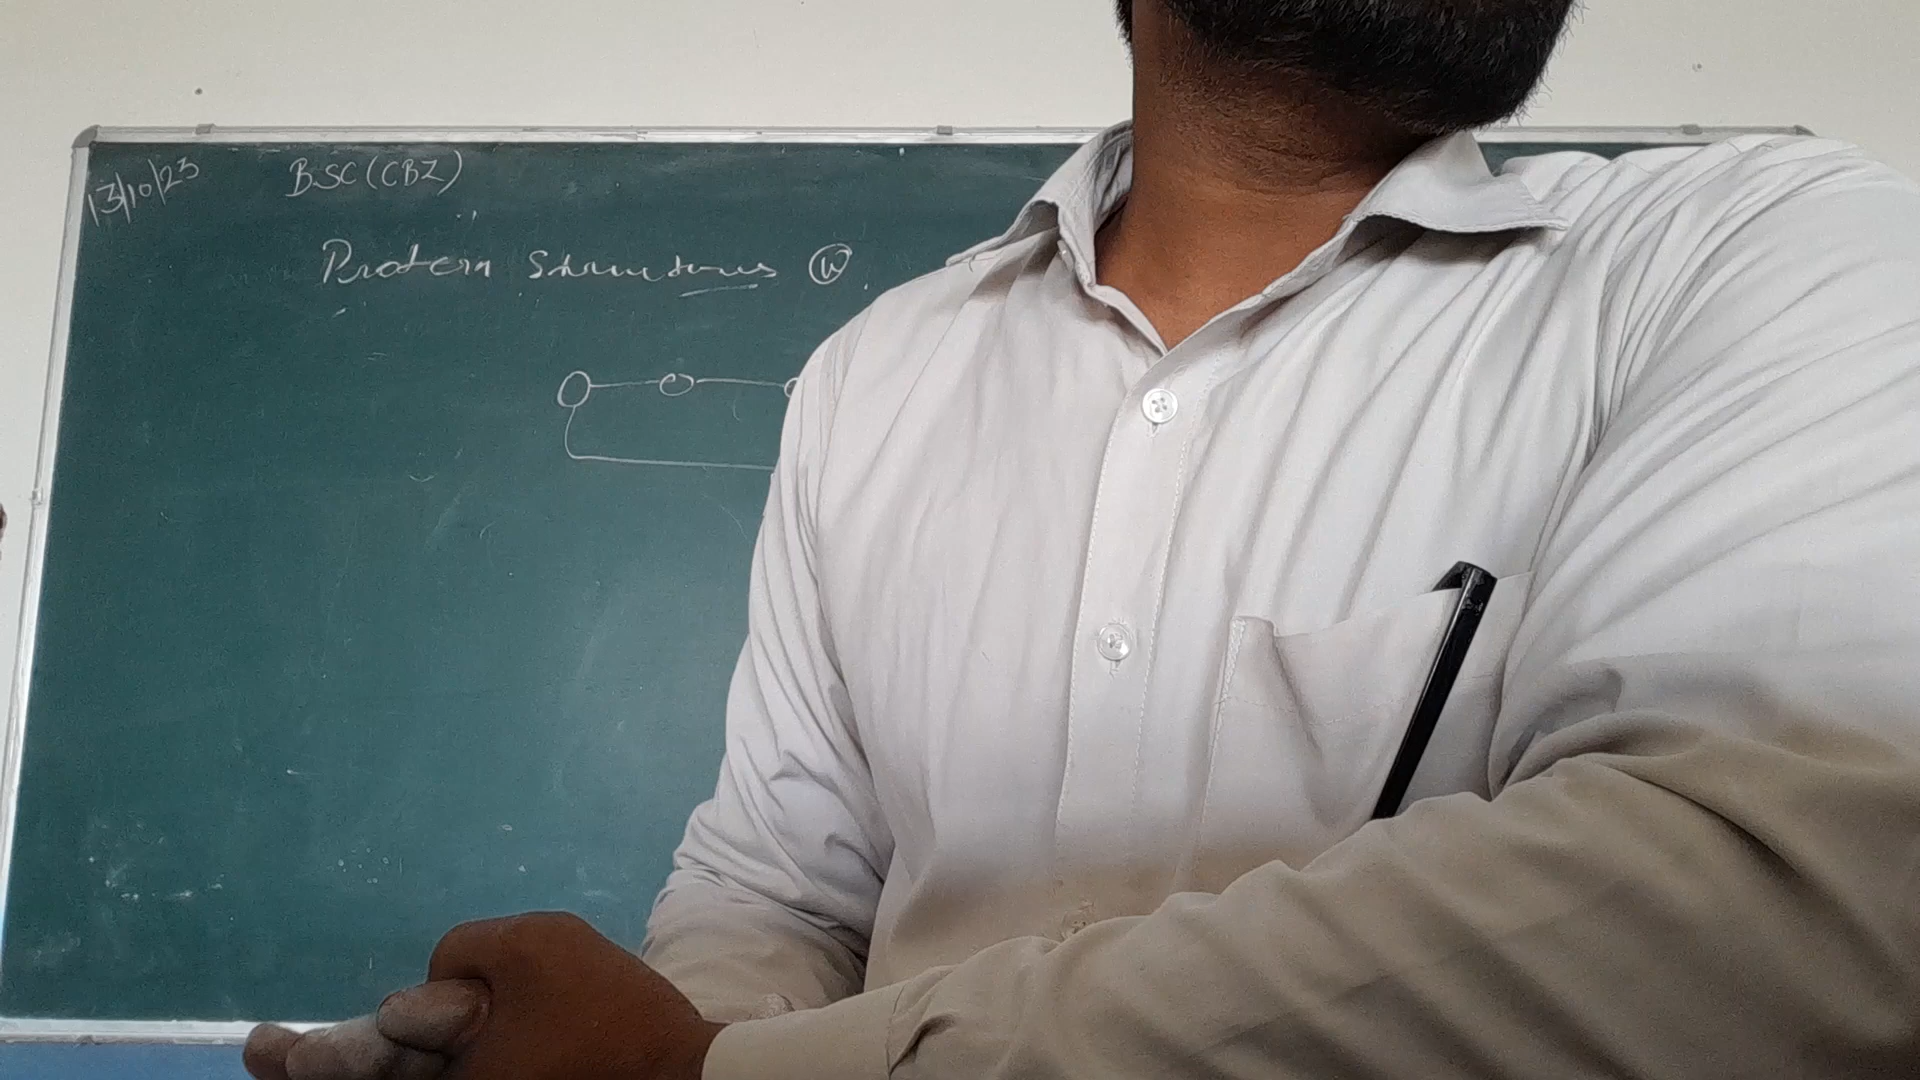 13/10/23
BSC (CBZ)
Protein Structures